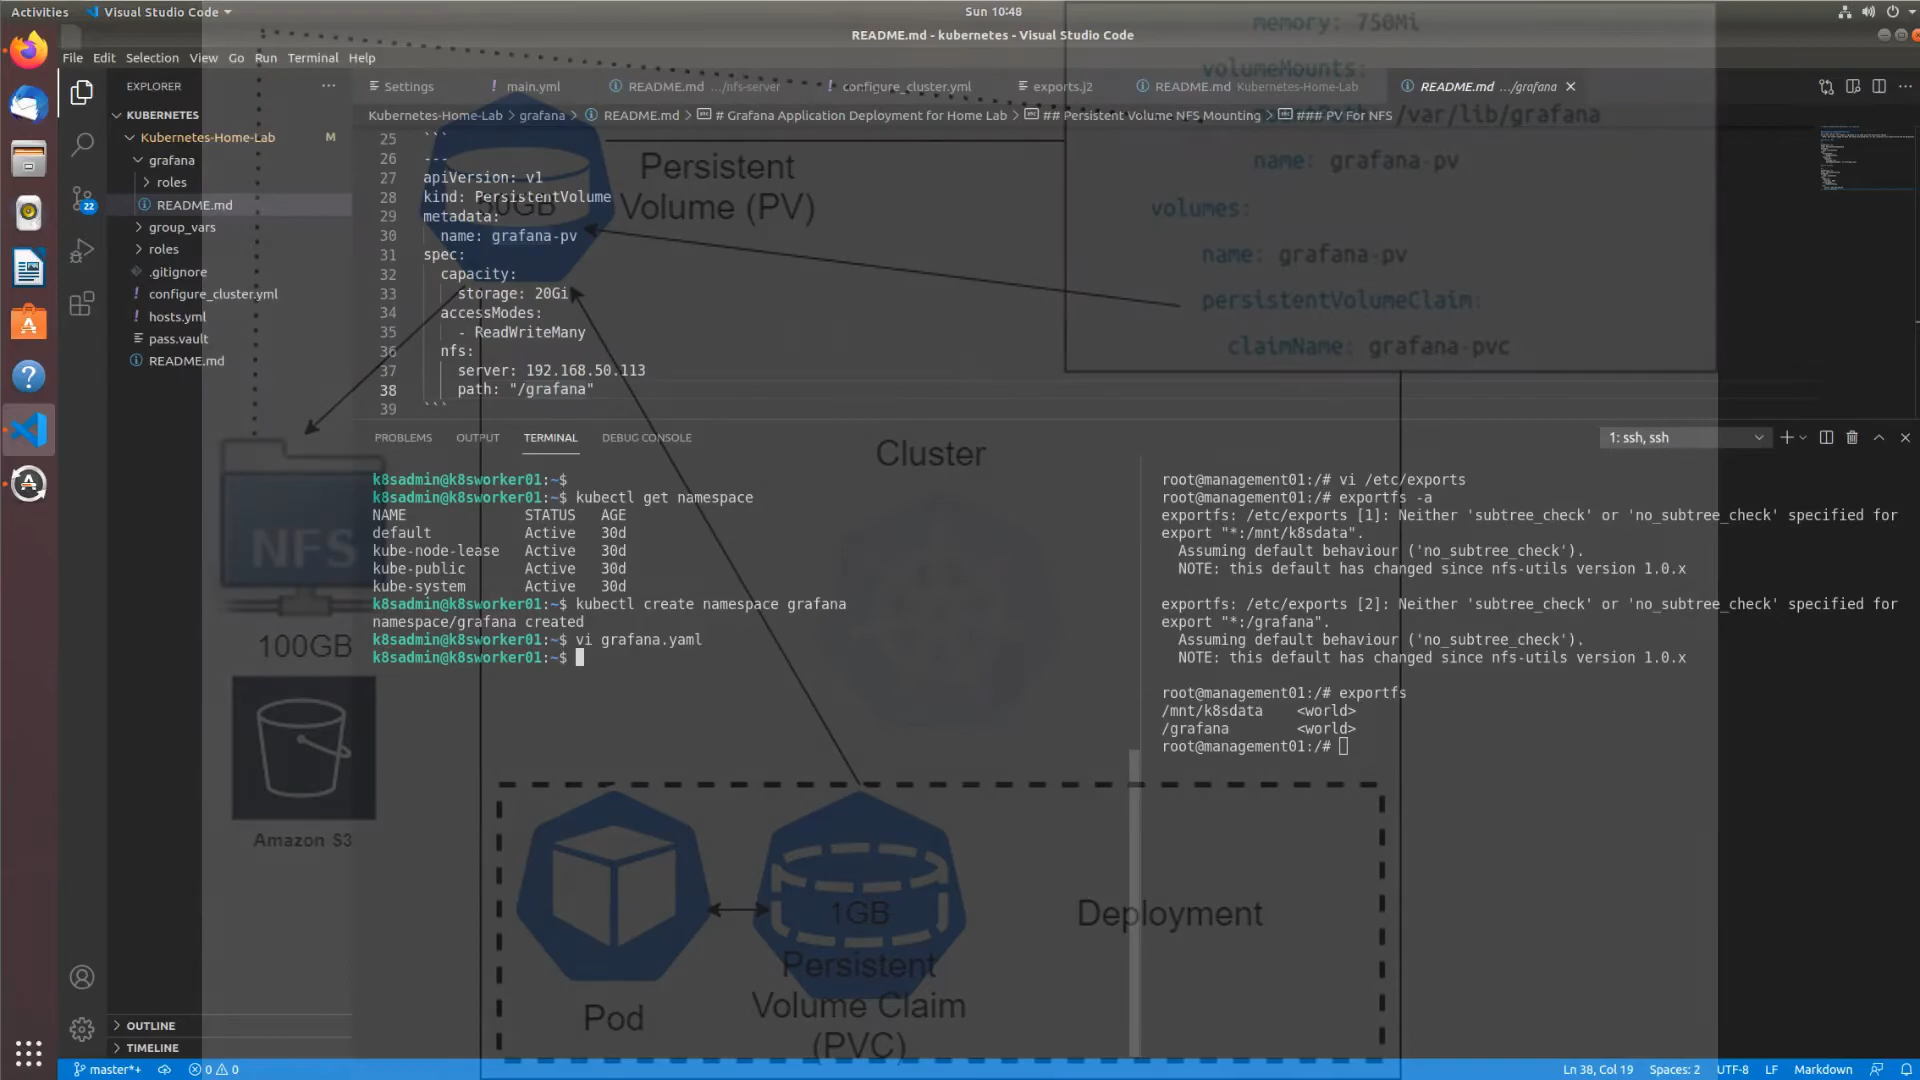 Activities
Visual Studio Code
Sun 10:48
README.md - kubernetes - Visual Studio Code
File Edit Selection View Go Run Terminal Help
EXPLORER
KUBERNETES
Kubernetes-Home-Lab M
grafana
roles
README.md
group_vars
roles
.gitignore
configure_cluster.yml
hosts.yml
pass.vault
README.md
OUTLINE
TIMELINE
22
Settings
! main.yml
README.md .../nfs-server
! configure_cluster.yml
exports.j2
README.md Kubernetes-Home-Lab
README.md .../grafana
Kubernetes-Home-Lab > grafana > README.md > # Grafana Application Deployment for Home Lab > ## Persistent Volume NFS Mounting > ### PV For NFS
25 ```
26 ---
27 apiVersion: v1
28 kind: PersistentVolume
29 metadata:
30 name: grafana-pv
31 spec:
32 capacity:
33 storage: 20Gi
34 accessModes:
35 - ReadWriteMany
36 nfs:
37 server: 192.168.50.113
38 path: "/grafana"
39 ```
50GB
Persistent
Volume (PV)
memory: 750Mi
volumeMounts:
/var/lib/grafana
name: grafana-pv
volumes:
name: grafana-pv
persistentVolumeClaim:
claimName: grafana-pvc
PROBLEMS OUTPUT TERMINAL DEBUG CONSOLE
1: ssh, ssh
k8sadmin@k8sworker01:~$
k8sadmin@k8sworker01:~$ kubectl get namespace
NAME STATUS AGE
default Active 30d
kube-node-lease Active 30d
kube-public Active 30d
kube-system Active 30d
k8sadmin@k8sworker01:~$ kubectl create namespace grafana
namespace/grafana created
k8sadmin@k8sworker01:~$ vi grafana.yaml
k8sadmin@k8sworker01:~$
root@management01:/# vi /etc/exports
root@management01:/# exportfs -a
exportfs: /etc/exports [1]: Neither 'subtree_check' or 'no_subtree_check' specified for
export "*:/mnt/k8sdata".
Assuming default behaviour ('no_subtree_check').
NOTE: this default has changed since nfs-utils version 1.0.x
exportfs: /etc/exports [2]: Neither 'subtree_check' or 'no_subtree_check' specified for
export "*:/grafana".
Assuming default behaviour ('no_subtree_check').
NOTE: this default has changed since nfs-utils version 1.0.x
root@management01:/# exportfs
/mnt/k8sdata <world>
/grafana <world>
root@management01:/#
Cluster
NFS
100GB
Amazon S3
Pod
1GB
Persistent
Volume Claim
(PVC)
Deployment
master*+
0 0
Ln 38, Col 19
Spaces: 2
UTF-8
LF
Markdown